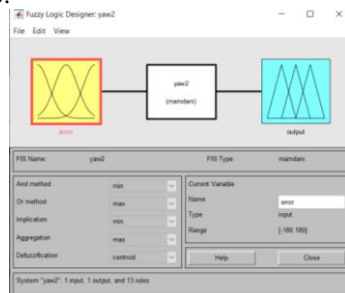 Fuzzy Logic Designer: yaw2
File Edit View
yaw2
(mamdani)
error
output
FIS Name: yaw2 FIS Type: mamdani
And method min
Or method max
Implication min
Aggregation max
Defuzzification centroid
Current Variable
Name error
Type input
Range [-180 180]
Help Close
System "yaw2": 1 input, 1 output, and 13 rules